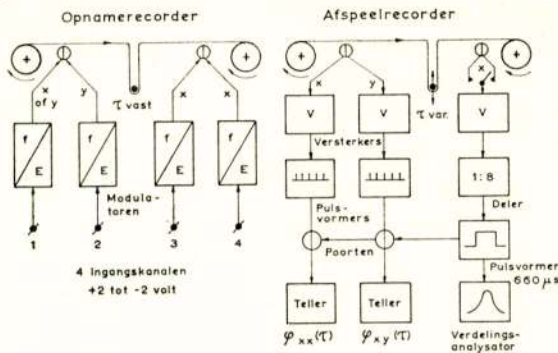 Opnamerecorder
+
+
x
of y
y
τ vast
x
x
f
E
f
E
f
E
f
E
Modula-
toren
1 2 3 4
4 Ingangskanalen
+2 tot -2 volt
Afspeelrecorder
+
+
x
y
τ var.
x
V
V
V
Versterkers
1:8
Puls-
vormers
Deler
Poorten
Pulsvormer
660 μs
Teller
Teller
φxx(τ)
φxy(τ)
Verdelings-
analysator